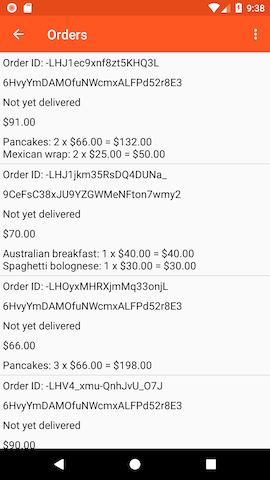 9:38
Orders
Order ID: -LHJ1ec9xnf8zt5KHQ3L
6HvyYmDAMOfuNWcmxALFPd52r8E3
Not yet delivered
$91.00
Pancakes: 2 x $66.00 = $132.00
Mexican wrap: 2 x $25.00 = $50.00
Order ID: -LHJ1jkm35RsDQ4DUNa_
9CeFsC38xJU9YZGWMeNFton7wmy2
Not yet delivered
$70.00
Australian breakfast: 1 x $40.00 = $40.00
Spaghetti bolognese: 1 x $30.00 = $30.00
Order ID: -LHOyxMHRXjmMq33onjL
6HvyYmDAMOfuNWcmxALFPd52r8E3
Not yet delivered
$66.00
Pancakes: 3 x $66.00 = $198.00
Order ID: -LHV4_xmu-QnhJvU_O7J
6HvyYmDAMOfuNWcmxALFPd52r8E3
Not yet delivered
$90.00